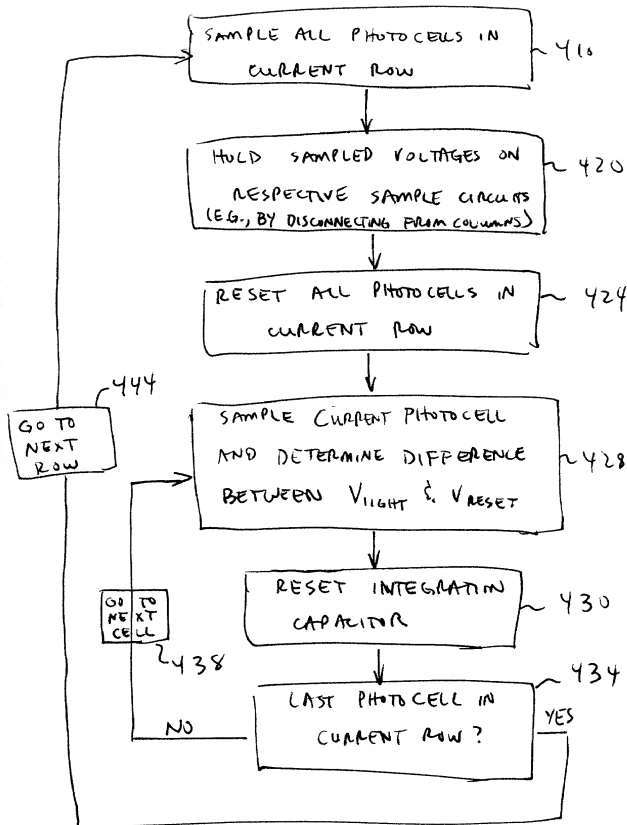 SAMPLE ALL PHOTOCELLS IN
CURRENT ROW
410
HOLD SAMPLED VOLTAGES ON
RESPECTIVE SAMPLE CIRCUITS
(E.G., BY DISCONNECTING FROM COLUMNS)
420
RESET ALL PHOTOCELLS IN
CURRENT ROW
424
444
GO TO
NEXT
ROW
SAMPLE CURRENT PHOTOCELL
AND DETERMINE DIFFERENCE
BETWEEN VLIGHT & VRESET
428
RESET INTEGRATION
CAPACITOR
430
GO TO
NEXT
CELL
438
434
LAST PHOTOCELL IN
CURRENT ROW?
NO
YES